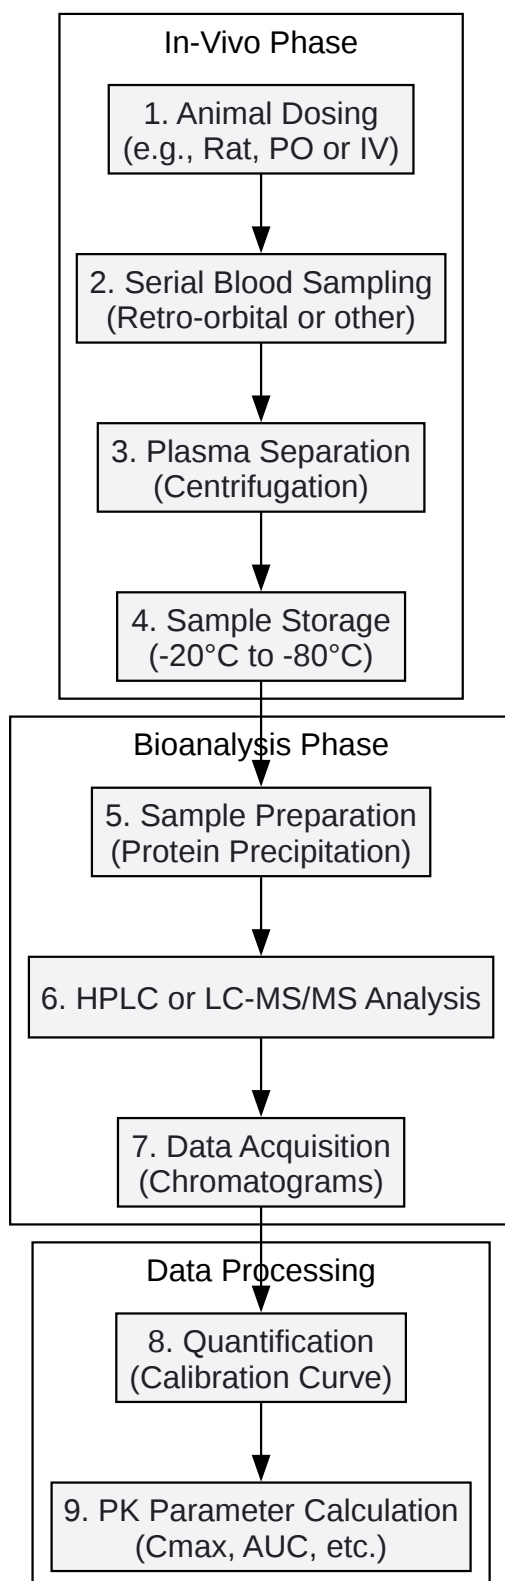 In-Vivo Phase
1. Animal Dosing
(e.g., Rat, PO or IV)
2. Serial Blood Sampling
(Retro-orbital or other)
3. Plasma Separation
(Centrifugation)
4. Sample Storage
(-20°C to -80°C)
Bioanalysis Phase
5. Sample Preparation
(Protein Precipitation)
6. HPLC or LC-MS/MS Analysis
7. Data Acquisition
(Chromatograms)
Data Processing
8. Quantification
(Calibration Curve)
9. PK Parameter Calculation
(Cmax, AUC, etc.)